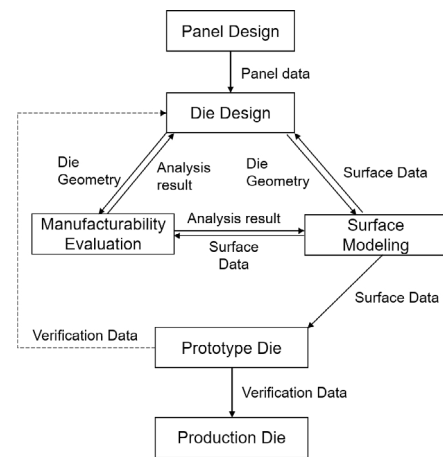 Panel Design
Panel data
Die Design
Die
Geometry
Analysis
result
Die
Geometry
Surface Data
Manufacturability
Evaluation
Analysis result
Surface
Data
Surface
Modeling
Surface Data
Verification Data
Prototype Die
Verification Data
Production Die